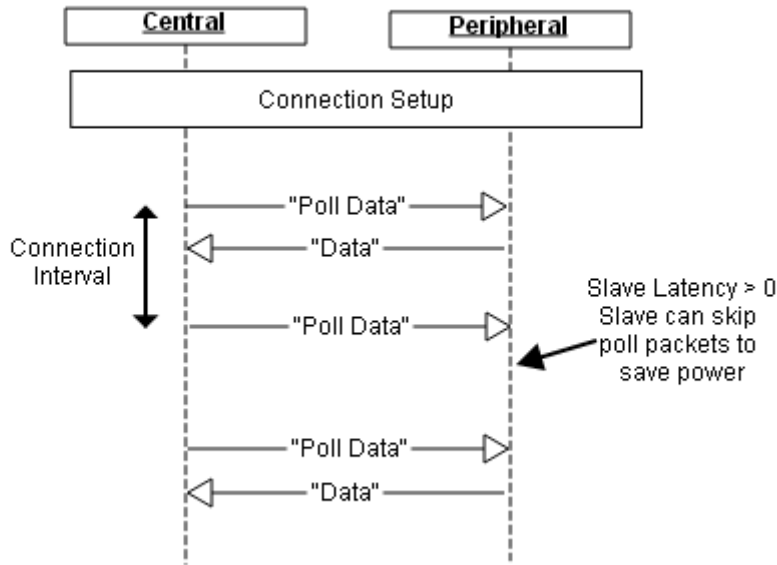 Central
Peripheral
Connection Setup
"Poll Data"
"Data"
Connection
Interval
"Poll Data"
Slave Latency > 0
Slave can skip
poll packets to
save power
"Poll Data"
"Data"